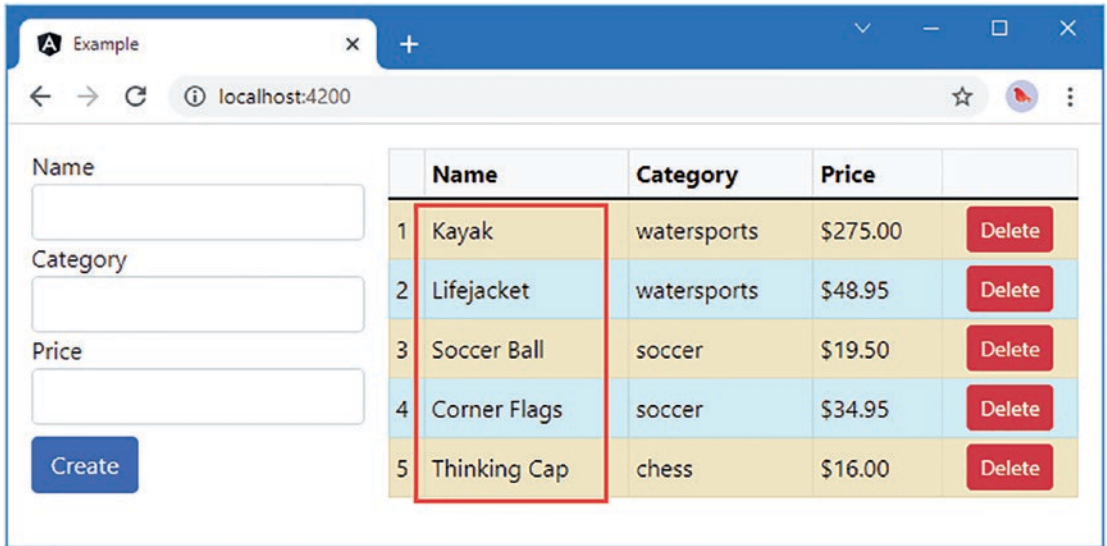 Example
localhost:4200
Name
Category
Price
Create
Name Category Price
1 Kayak watersports $275.00 Delete
2 Lifejacket watersports $48.95 Delete
3 Soccer Ball soccer $19.50 Delete
4 Corner Flags soccer $34.95 Delete
5 Thinking Cap chess $16.00 Delete